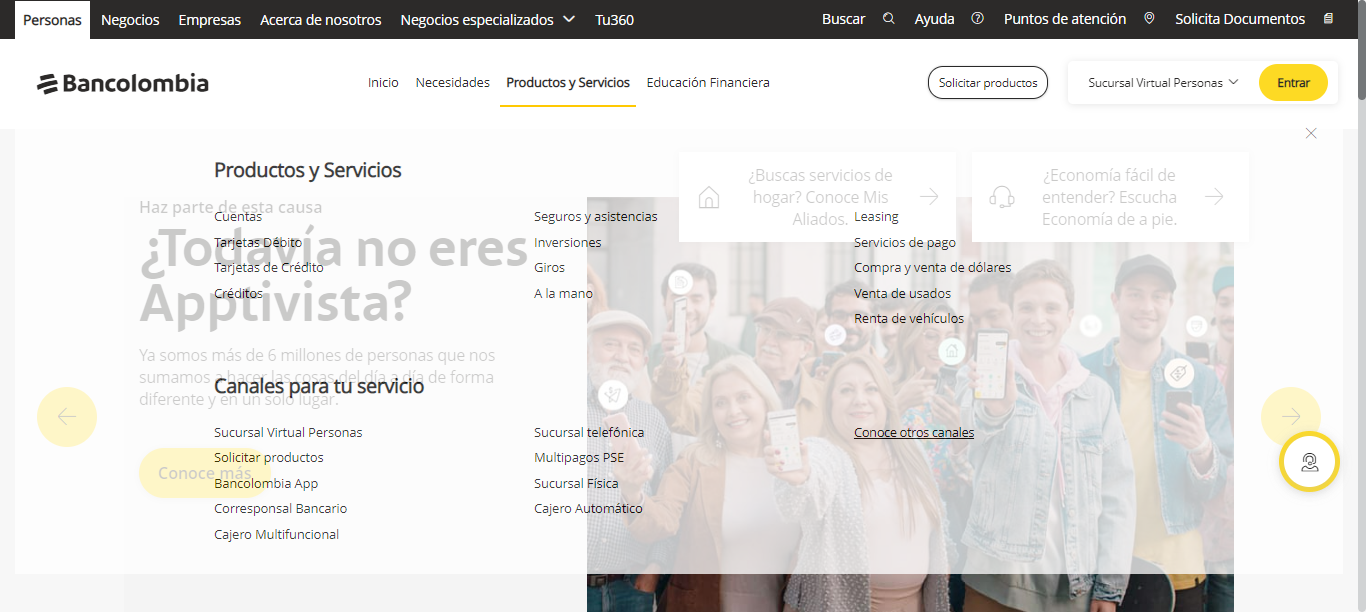 Personas Negocios Empresas Acerca de nosotros Negocios especializados Tu360 Buscar Ayuda Puntos de atención Solicita Documentos
Bancolombia Inicio Necesidades Productos y Servicios Educación Financiera Solicitar productos Sucursal Virtual Personas Entrar
Productos y Servicios
Cuentas
Tarjetas Débito
Tarjetas de Crédito
Créditos
Seguros y asistencias
Inversiones
Giros
A la mano
Leasing
Servicios de pago
Compra y venta de dólares
Venta de usados
Renta de vehículos
¿Buscas servicios de
hogar? Conoce Mis
Aliados.
¿Economía fácil de
entender? Escucha
Economía de a pie.
Haz parte de esta causa
¿Todavía no eres
Apptivista?
Ya somos más de 6 millones de personas que nos
sumamos a hacer las cosas del día a día de forma
diferente y en un solo lugar.
Conoce más
Canales para tu servicio
Sucursal Virtual Personas
Solicitar productos
Bancolombia App
Corresponsal Bancario
Cajero Multifuncional
Sucursal telefónica
Multipagos PSE
Sucursal Física
Cajero Automático
Conoce otros canales